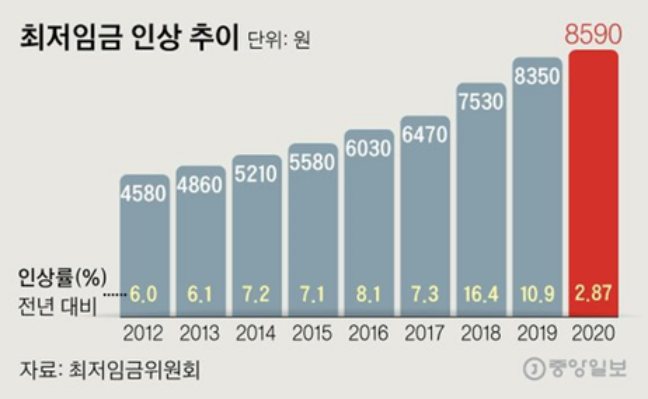 최저임금 인상 추이 단위: 원
4580 4860 5210 5580 6030 6470 7530 8350 8590
인상률(%)
전년 대비
6.0 6.1 7.2 7.1 8.1 7.3 16.4 10.9 2.87
2012 2013 2014 2015 2016 2017 2018 2019 2020
자료: 최저임금위원회
중앙일보